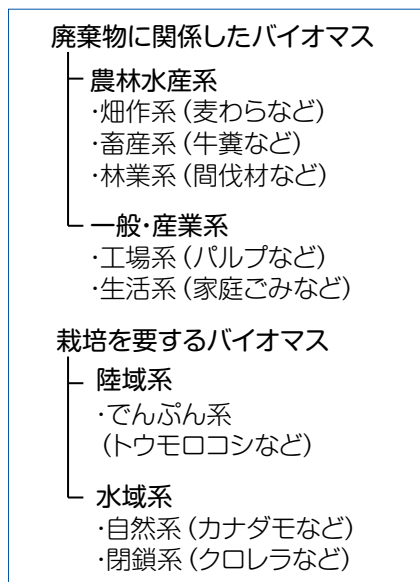 廃棄物に関係したバイオマス
農林水産系
・畑作系（麦わらなど）
・畜産系（牛糞など）
・林業系（間伐材など）
一般・産業系
・工場系（パルプなど）
・生活系（家庭ごみなど）
栽培を要するバイオマス
陸域系
・でんぷん系
（トウモロコシなど）
水域系
・自然系（カナダモなど）
・閉鎖系（クロレラなど）